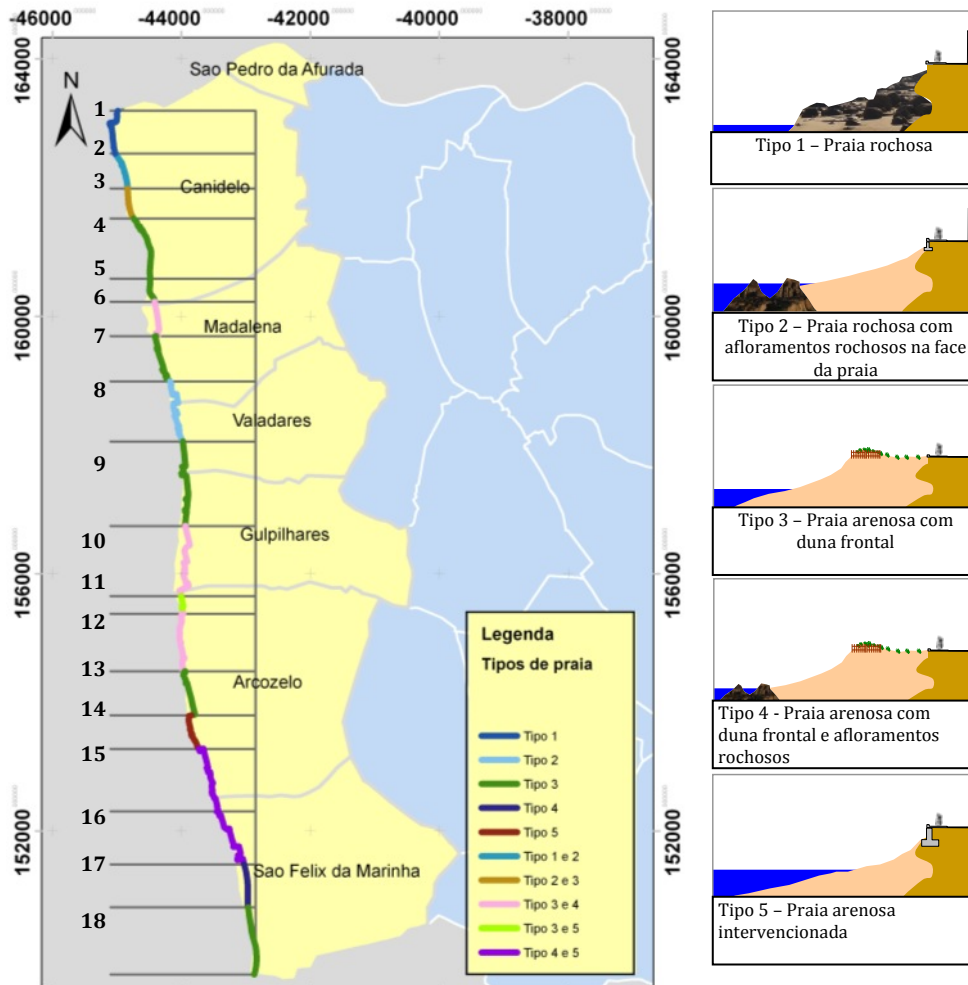 -46000 -44000 -42000 -40000 -38000
164000 164000
Sao Pedro da Afurada
N
1
2
3
Canidelo
4
5
6
160000 160000
Madalena
7
8
Valadares
9
Gulpilhares
10
156000 156000
11
12
13
Arcozelo
14
15
16
152000 152000
17
Sao Felix da Marinha
18
Legenda
Tipos de praia
Tipo 1
Tipo 2
Tipo 3
Tipo 4
Tipo 5
Tipo 1 e 2
Tipo 2 e 3
Tipo 3 e 4
Tipo 3 e 5
Tipo 4 e 5
Tipo 1 – Praia rochosa
Tipo 2 – Praia rochosa com
afloramentos rochosos na face
da praia
Tipo 3 – Praia arenosa com
duna frontal
Tipo 4 - Praia arenosa com
duna frontal e afloramentos
rochosos
Tipo 5 – Praia arenosa
intervencionada